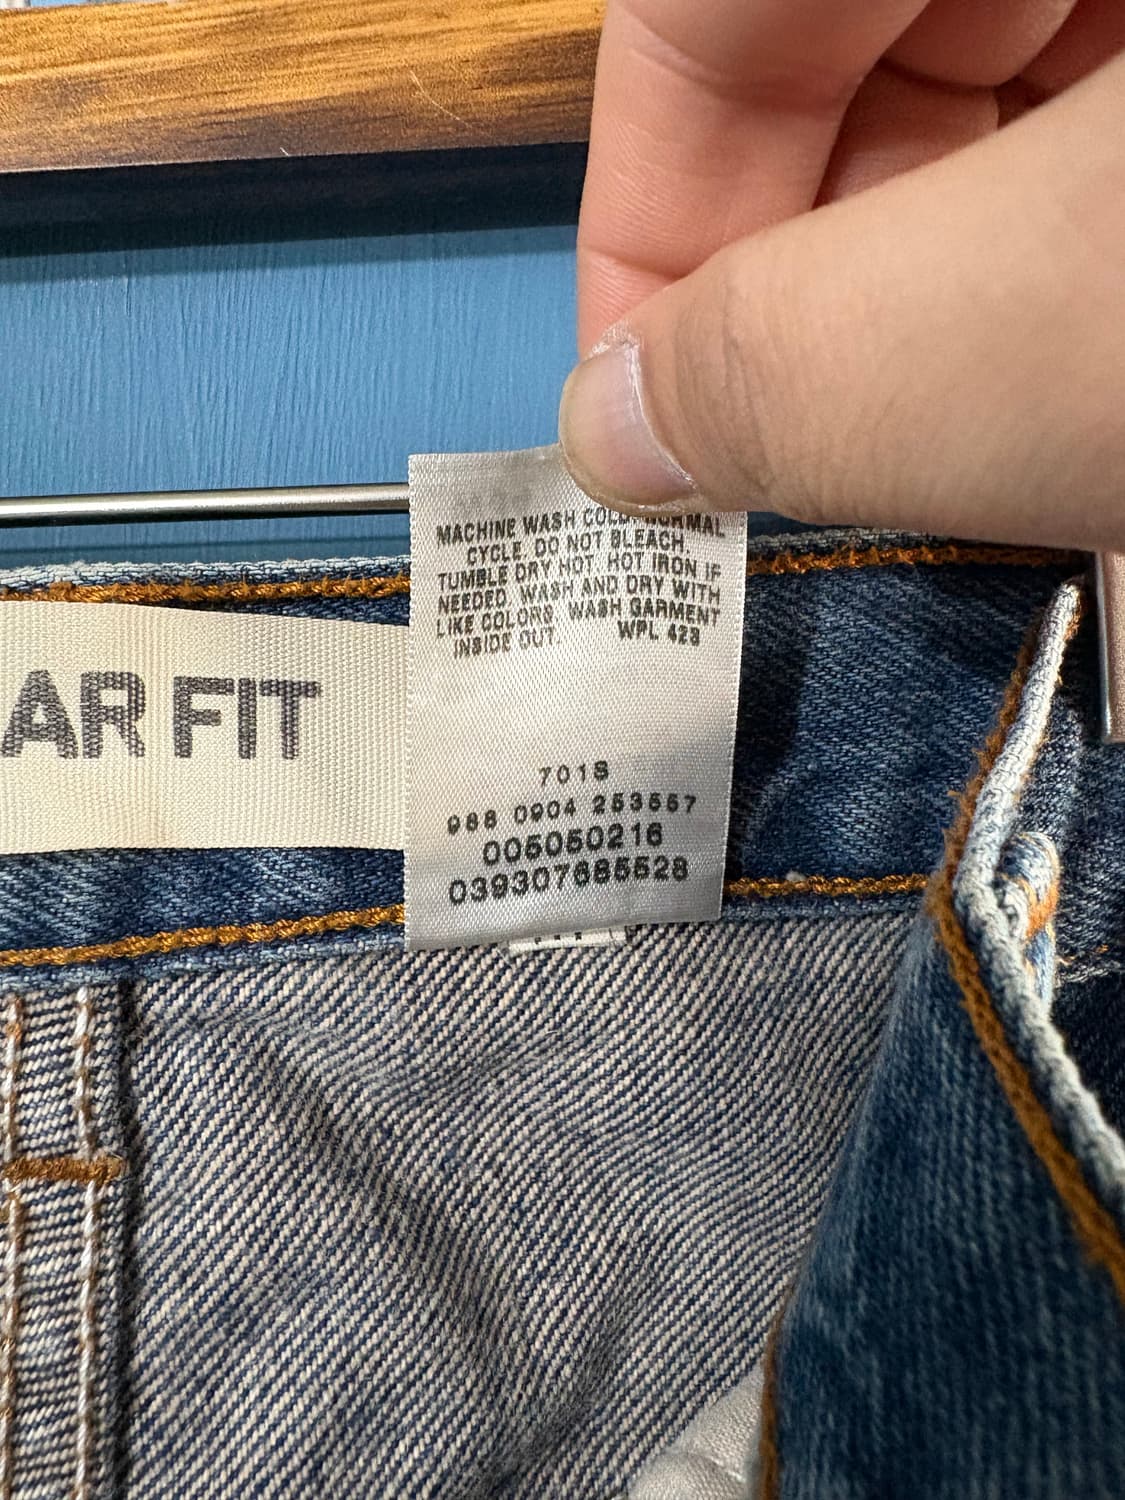 AR FIT
MACHINE WASH COLD NORMAL
CYCLE. DO NOT BLEACH.
TUMBLE DRY HOT. HOT IRON IF
NEEDED. WASH AND DRY WITH
LIKE COLORS. WASH GARMENT
INSIDE OUT. WPL 423
701S
988 0904 253557
005050216
039307685528